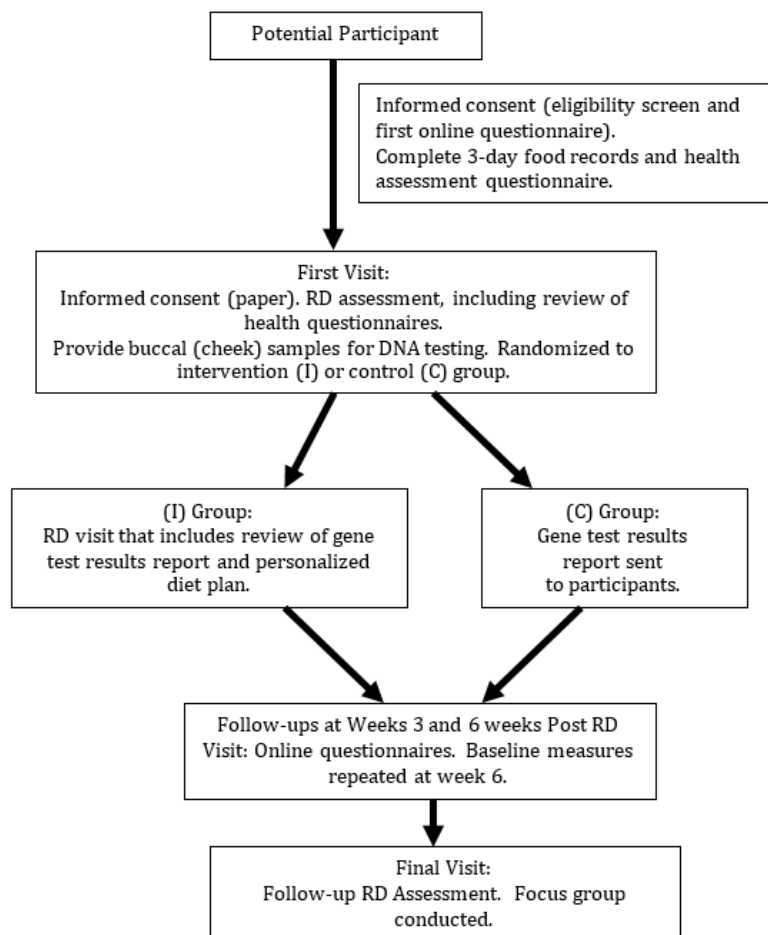 Potential Participant
Informed consent (eligibility screen and
first online questionnaire).
Complete 3-day food records and health
assessment questionnaire.
First Visit:
Informed consent (paper). RD assessment, including review of
health questionnaires.
Provide buccal (cheek) samples for DNA testing. Randomized to
intervention (I) or control (C) group.
(I) Group:
RD visit that includes review of gene
test results report and personalized
diet plan.
(C) Group:
Gene test results
report sent
to participants.
Follow-ups at Weeks 3 and 6 weeks Post RD
Visit: Online questionnaires. Baseline measures
repeated at week 6.
Final Visit:
Follow-up RD Assessment. Focus group
conducted.